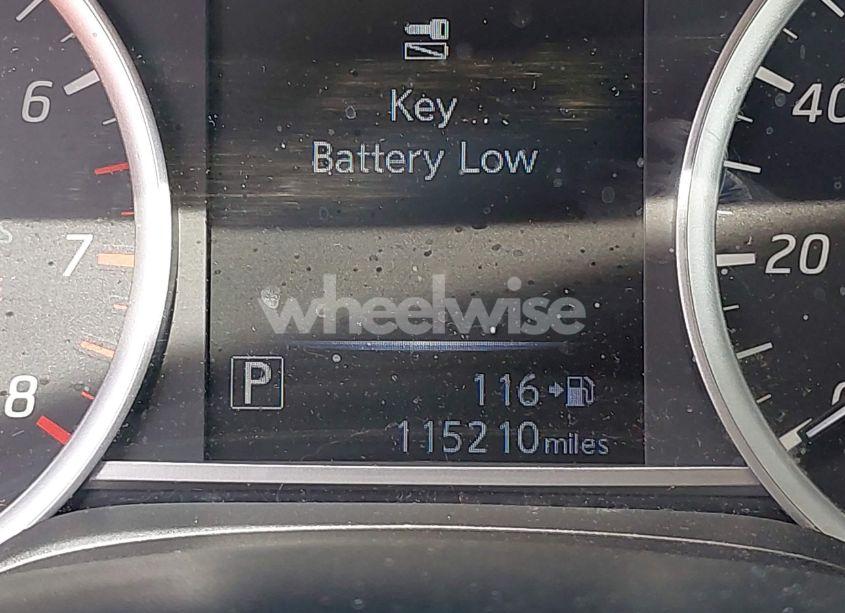 6
40
Key
Battery Low
7
20
wheelwise
P
116
8
115210 miles